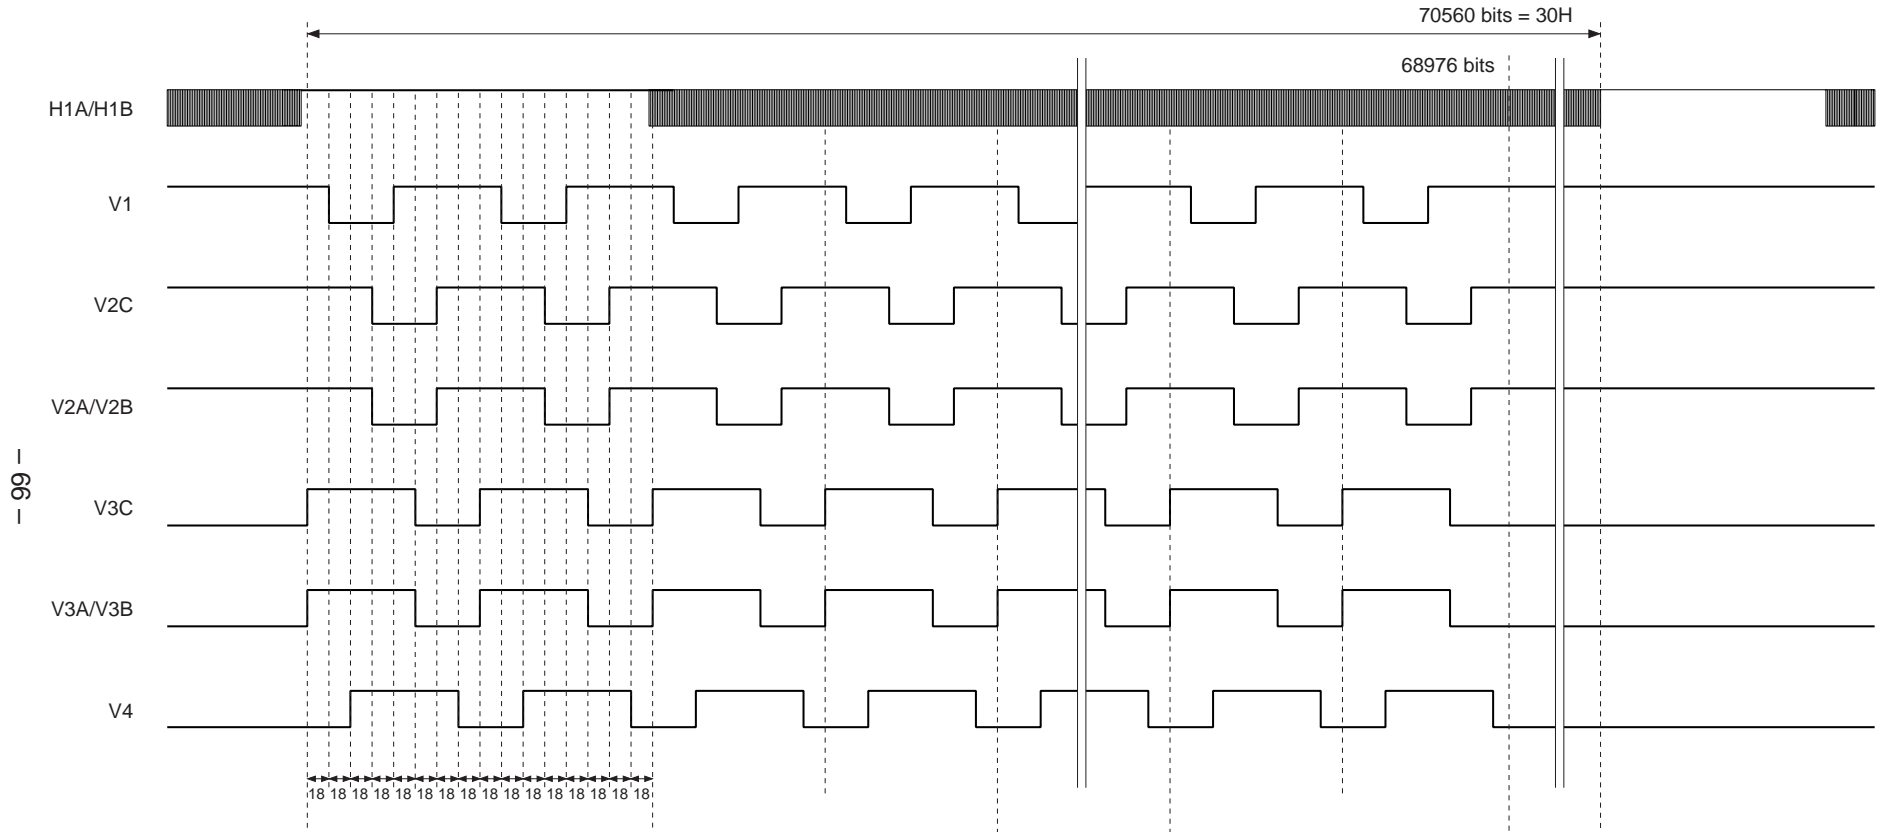 70560 bits = 30H
68976 bits
H1A/H1B
V1
V2C
V2A/V2B
– 99 –
V3C
V3A/V3B
V4
18 18 18 18 18 18 18 18 18 18 18 18 18 18 18 18